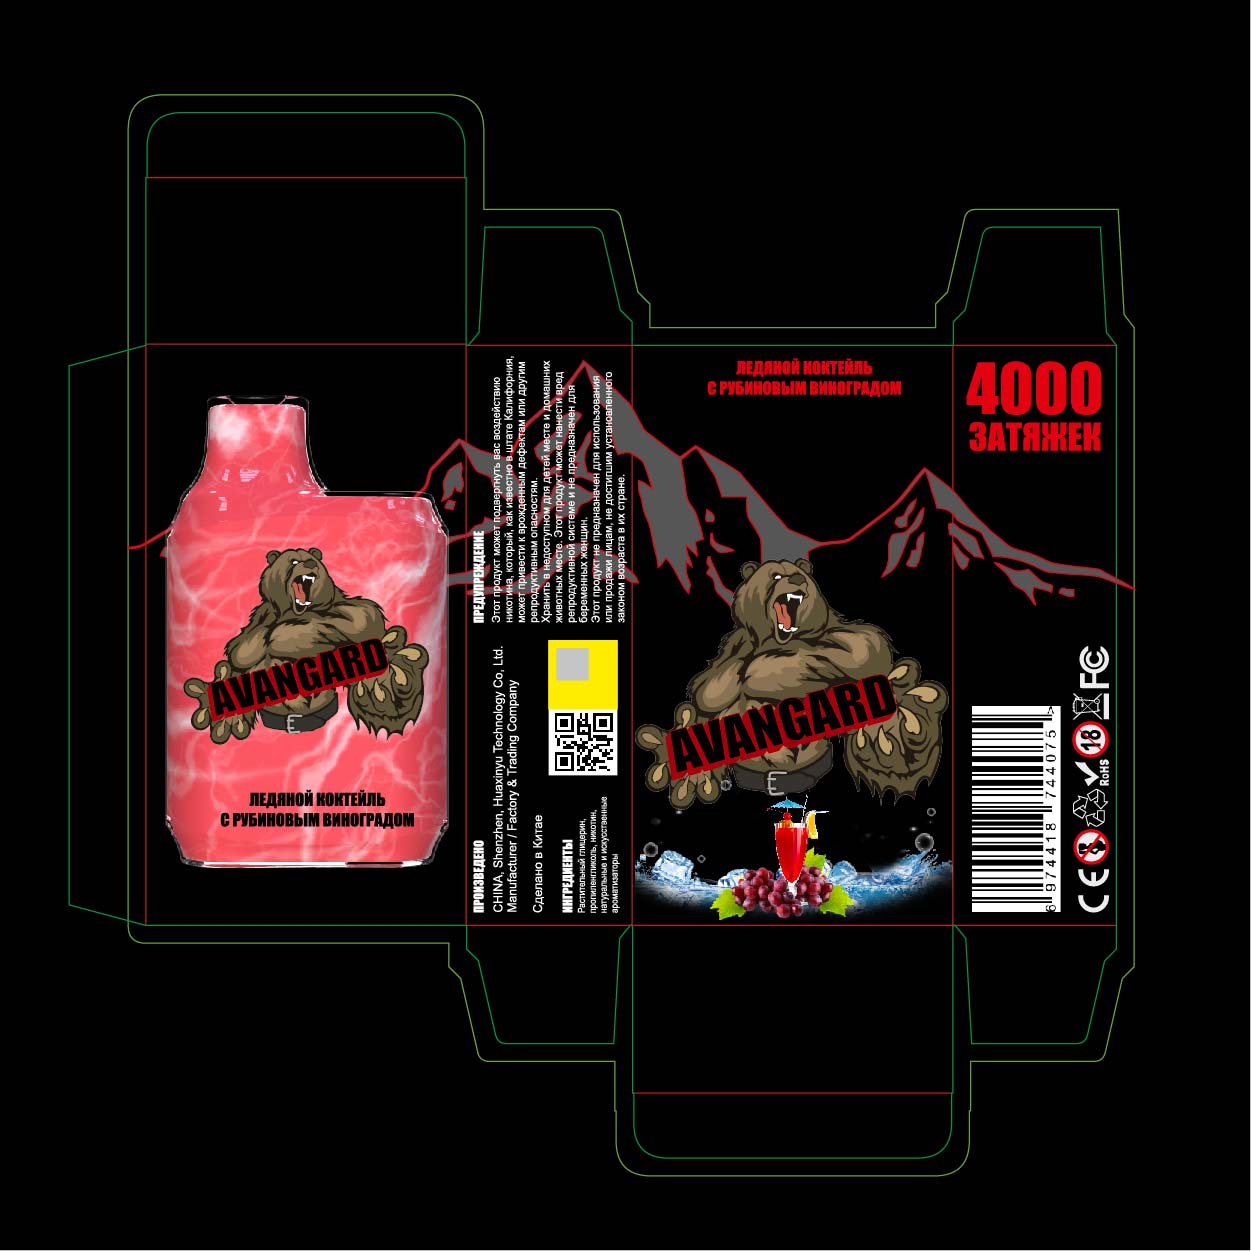 AVANGARD
ЛЕДЯНОЙ КОКТЕЙЛЬ
С РУБИНОВЫМ ВИНОГРАДОМ
ПРЕДУПРЕЖДЕНИЕ
Этот продукт может подвергнуть вас воздействию
никотина, который, как известно в штате Калифорния,
может привести к врожденным дефектам или другим
репродуктивным опасностям.
Хранить в недоступном для детей месте и домашних
животных месте. Этот продукт может нанести вред
репродуктивной системе и не предназначен для
беременных женщин.
Этот продукт не предназначен для использования
или продажи лицам, не достигшим установленного
законом возраста в их стране.
ПРОИЗВЕДЕНО
CHINA, Shenzhen, Huaxinyu Technology Co, Ltd.
Manufacturer / Factory & Trading Company
Сделано в Китае
ИНГРЕДИЕНТЫ
Растительный глицерин,
пропиленгликоль, никотин,
натуральные и искусственные
ароматизаторы
ЛЕДЯНОЙ КОКТЕЙЛЬ
С РУБИНОВЫМ ВИНОГРАДОМ
AVANGARD
4000
ЗАТЯЖЕК
6 974418 744075 >
CE
RoHS
18
FC